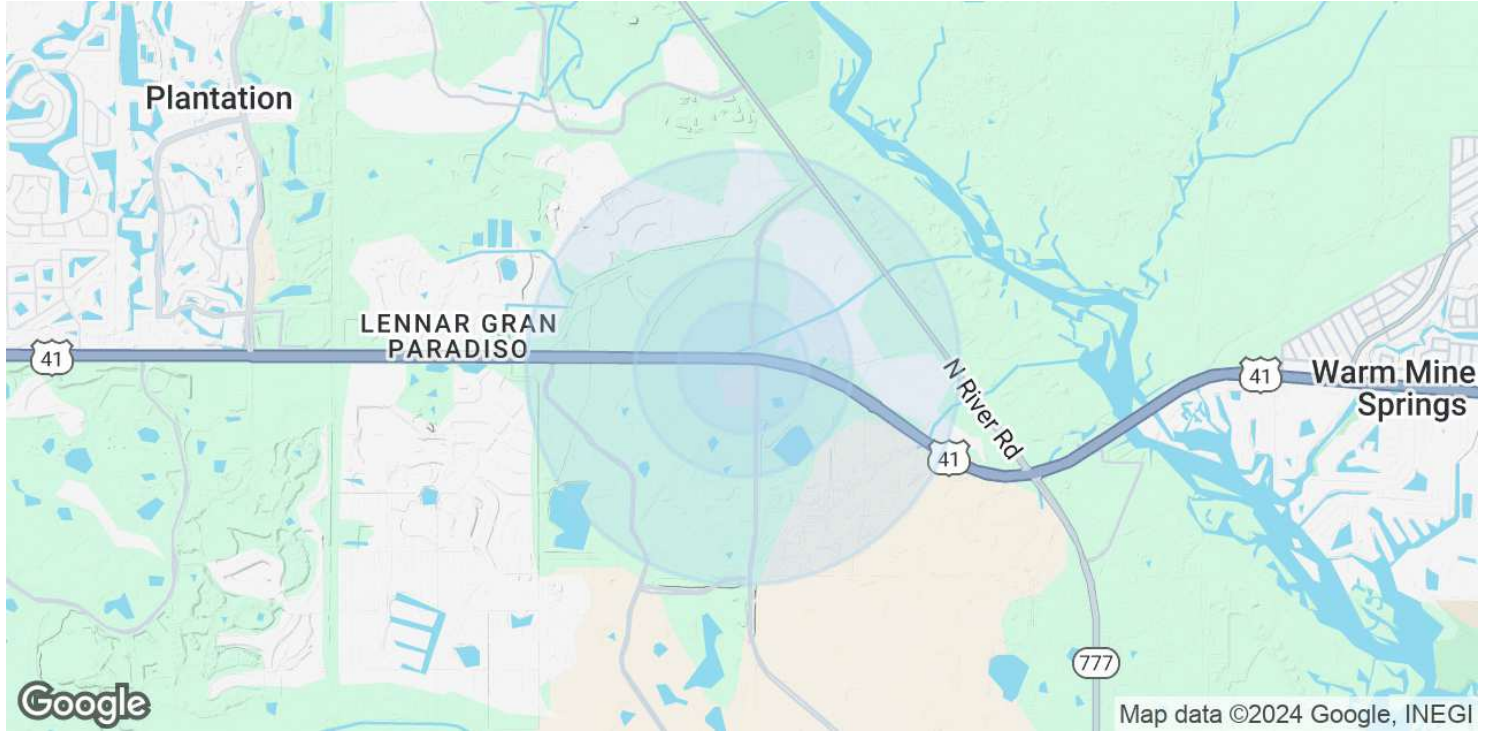 Plantation
LENNAR GRAN
PARADISO
41
N River Rd
41
41
Warm Mine
Springs
777
Google
Map data ©2024 Google, INEGI